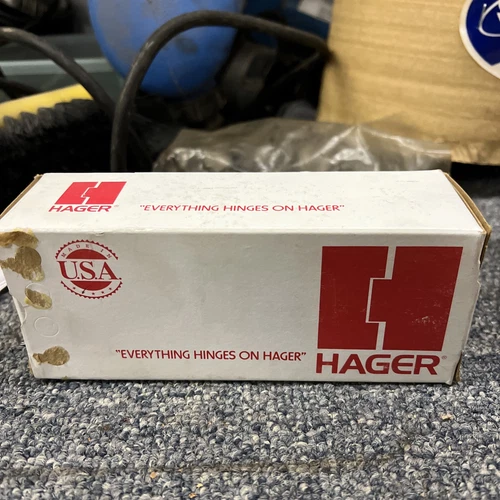 HAGER®
"EVERYTHING HINGES ON HAGER"
MADE IN
U.S.A.
"EVERYTHING HINGES ON HAGER"
HAGER®